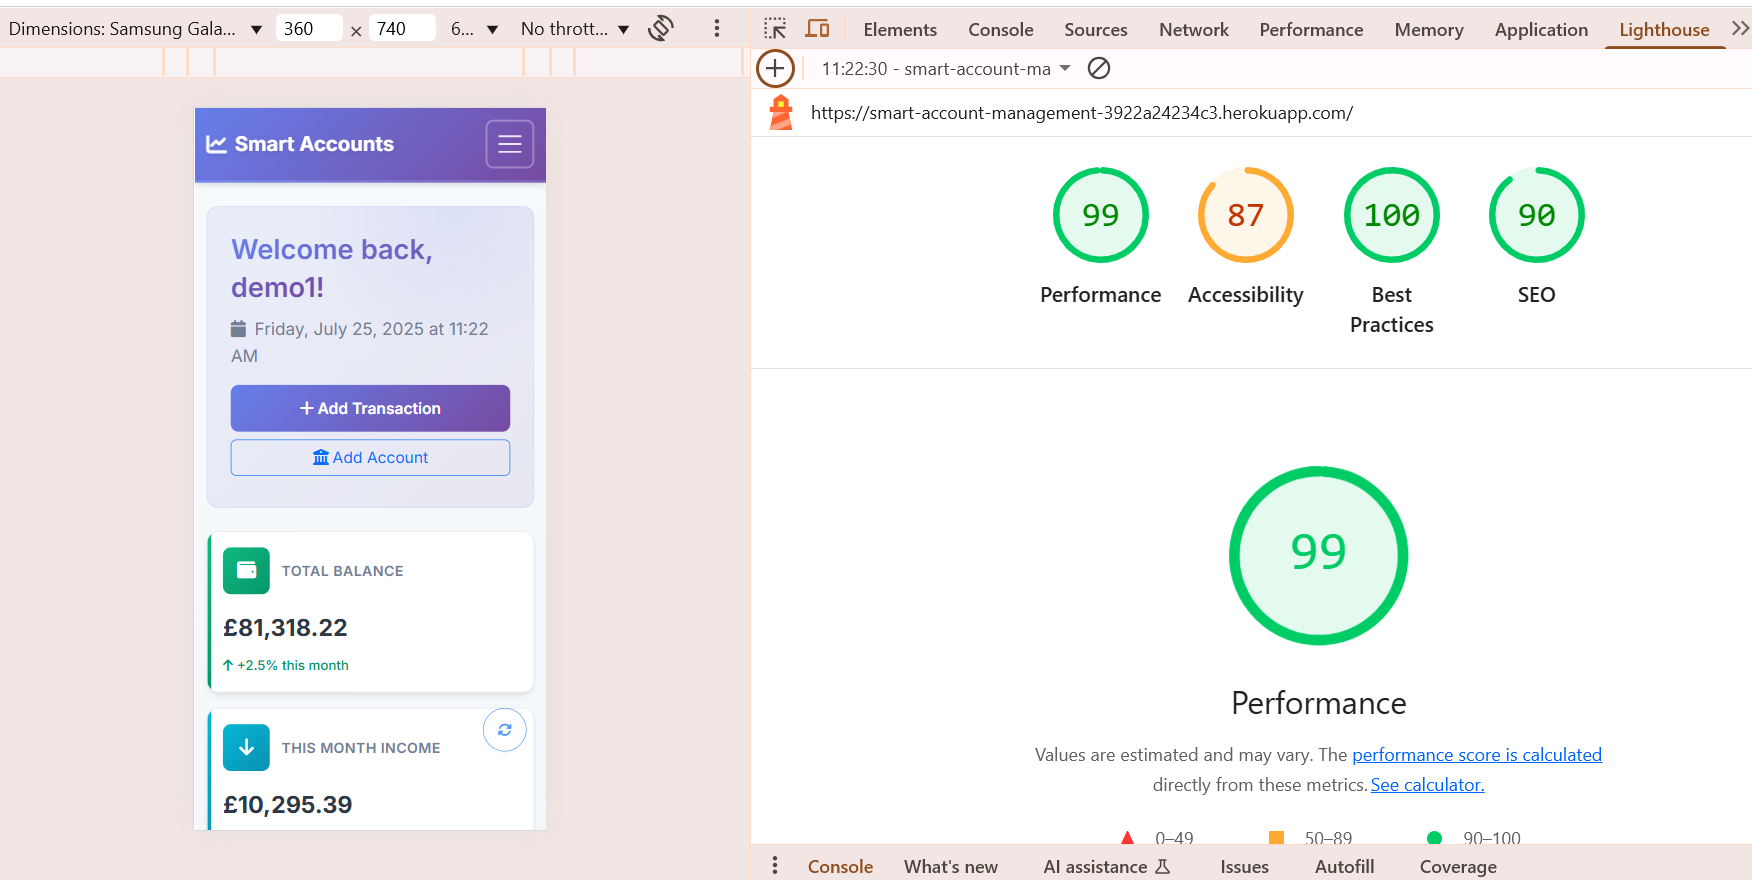 Dimensions: Samsung Gala...
360
×
740
6...
No thrott...
Smart Accounts
Welcome back,
demo1!
Friday, July 25, 2025 at 11:22
AM
Add Transaction
Add Account
TOTAL BALANCE
£81,318.22
+2.5% this month
THIS MONTH INCOME
£10,295.39
Elements
Console
Sources
Network
Performance
Memory
Application
Lighthouse
11:22:30 - smart-account-ma
https://smart-account-management-3922a24234c3.herokuapp.com/
99
87
100
90
Performance
Accessibility
Best
Practices
SEO
99
Performance
Values are estimated and may vary. The performance score is calculated
directly from these metrics. See calculator.
0–49
50–89
90–100
Console
What's new
AI assistance
Issues
Autofill
Coverage